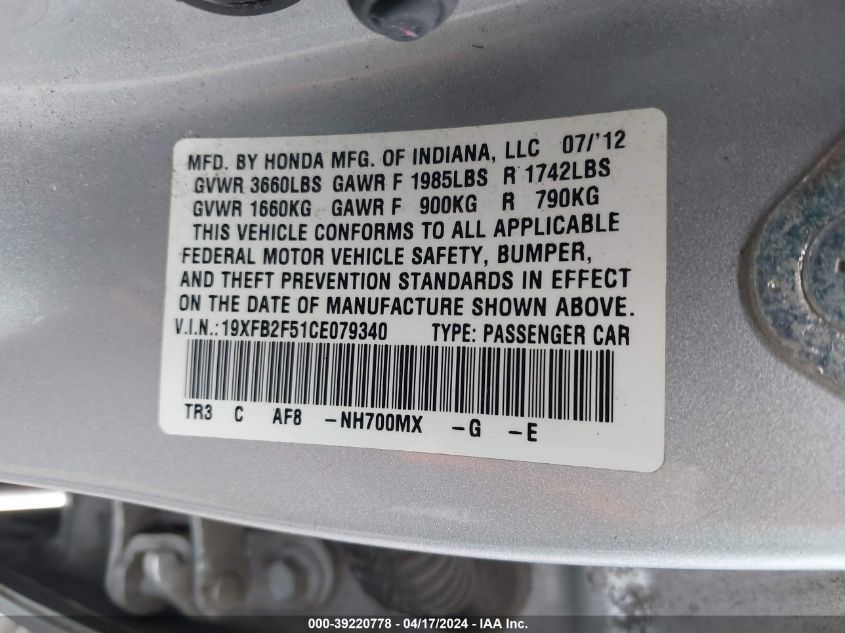 MFD. BY HONDA MFG. OF INDIANA, LLC 07/'12
GVWR 3660LBS GAWR F 1985LBS R 1742LBS
GVWR 1660KG GAWR F 900KG R 790KG
THIS VEHICLE CONFORMS TO ALL APPLICABLE
FEDERAL MOTOR VEHICLE SAFETY, BUMPER,
AND THEFT PREVENTION STANDARDS IN EFFECT
ON THE DATE OF MANUFACTURE SHOWN ABOVE.
V.I.N.:19XFB2F51CE079340 TYPE: PASSENGER CAR
TR3 C AF8 -NH700MX -G -E
000-39220778 - 04/17/2024 - IAA Inc.